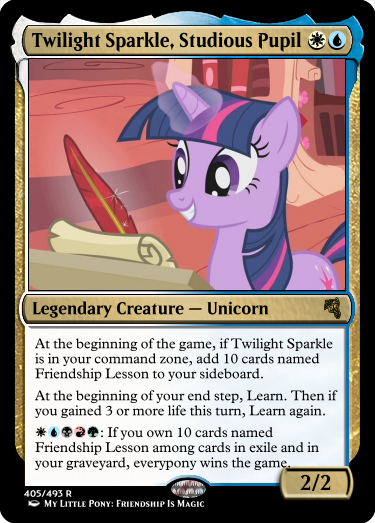 Twilight Sparkle, Studious Pupil
Legendary Creature — Unicorn
At the beginning of the game, if Twilight Sparkle
is in your command zone, add 10 cards named
Friendship Lesson to your sideboard.
At the beginning of your end step, Learn. Then if
you gained 3 or more life this turn, Learn again.
: If you own 10 cards named
Friendship Lesson among cards in exile and in
your graveyard, everypony wins the game.
2/2
405/493 R
My Little Pony: Friendship Is Magic